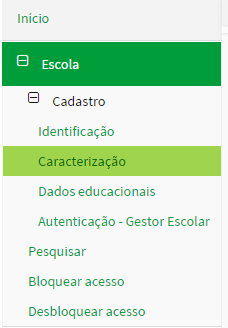 Início
Escola
Cadastro
Identificação
Caracterização
Dados educacionais
Autenticação - Gestor Escolar
Pesquisar
Bloquear acesso
Desbloquear acesso